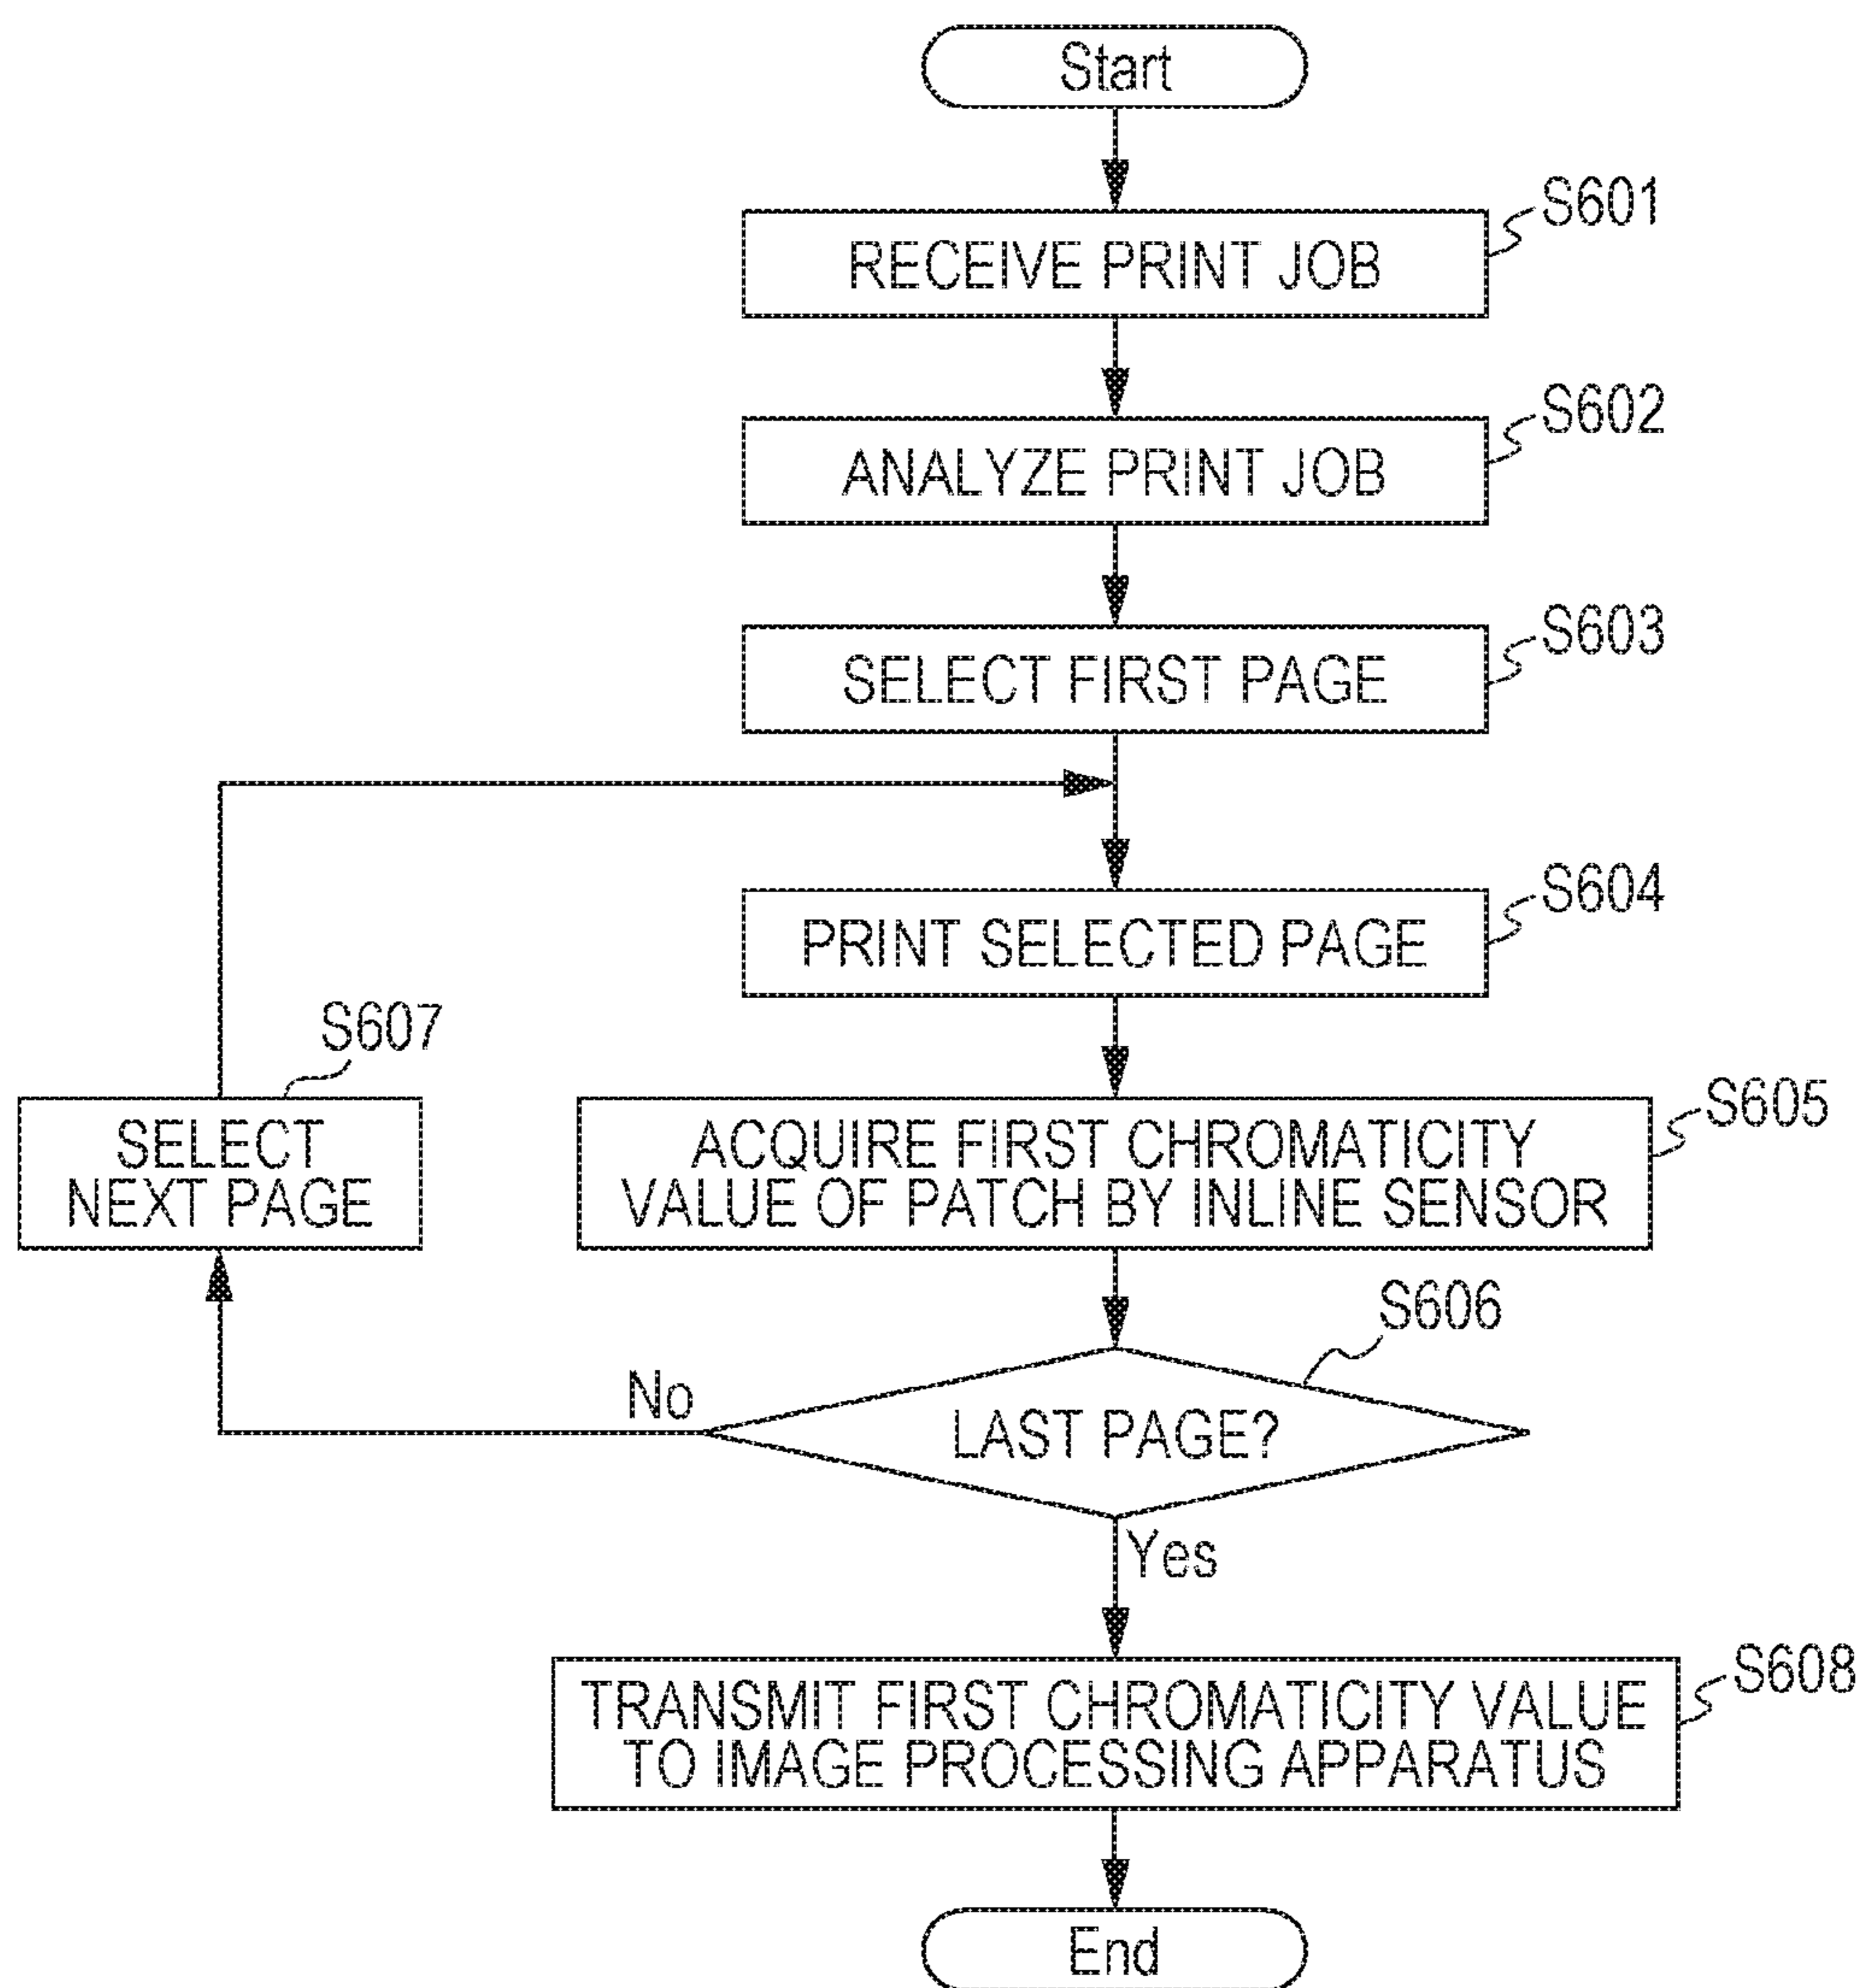 Start
S601
RECEIVE PRINT JOB
S602
ANALYZE PRINT JOB
S603
SELECT FIRST PAGE
S604
PRINT SELECTED PAGE
S607
SELECT
NEXT PAGE
S605
ACQUIRE FIRST CHROMATICITY
VALUE OF PATCH BY INLINE SENSOR
S606
No
LAST PAGE?
Yes
S608
TRANSMIT FIRST CHROMATICITY VALUE
TO IMAGE PROCESSING APPARATUS
End